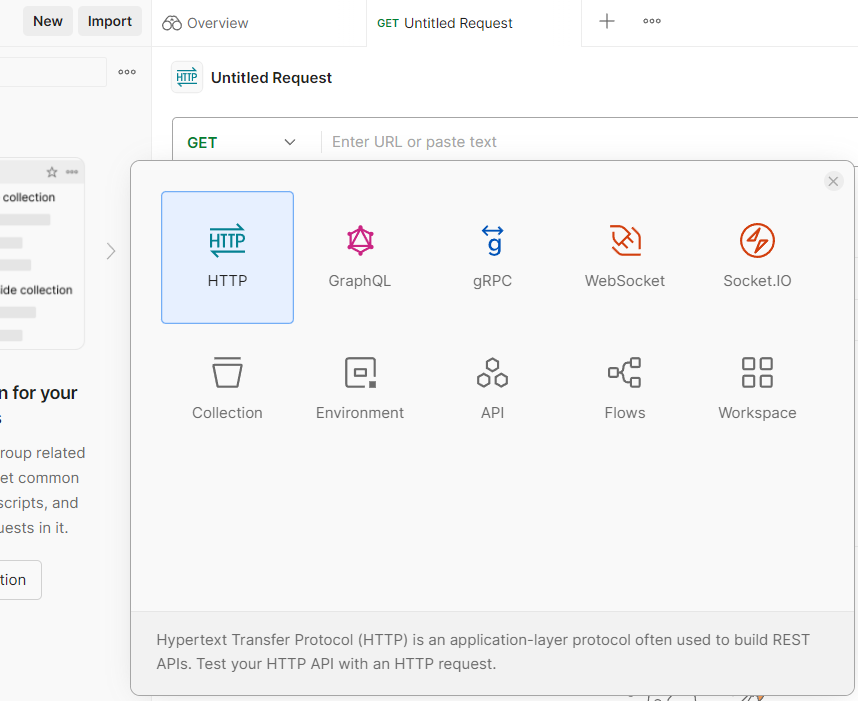 New Import Overview GET Untitled Request
HTTP Untitled Request
GET Enter URL or paste text
collection
HTTP
HTTP GraphQL gRPC WebSocket Socket.IO
collection
Collection Environment API Flows Workspace
n for your
s
roup related
et common
scripts, and
uests in it.
tion
Hypertext Transfer Protocol (HTTP) is an application-layer protocol often used to build REST
APIs. Test your HTTP API with an HTTP request.